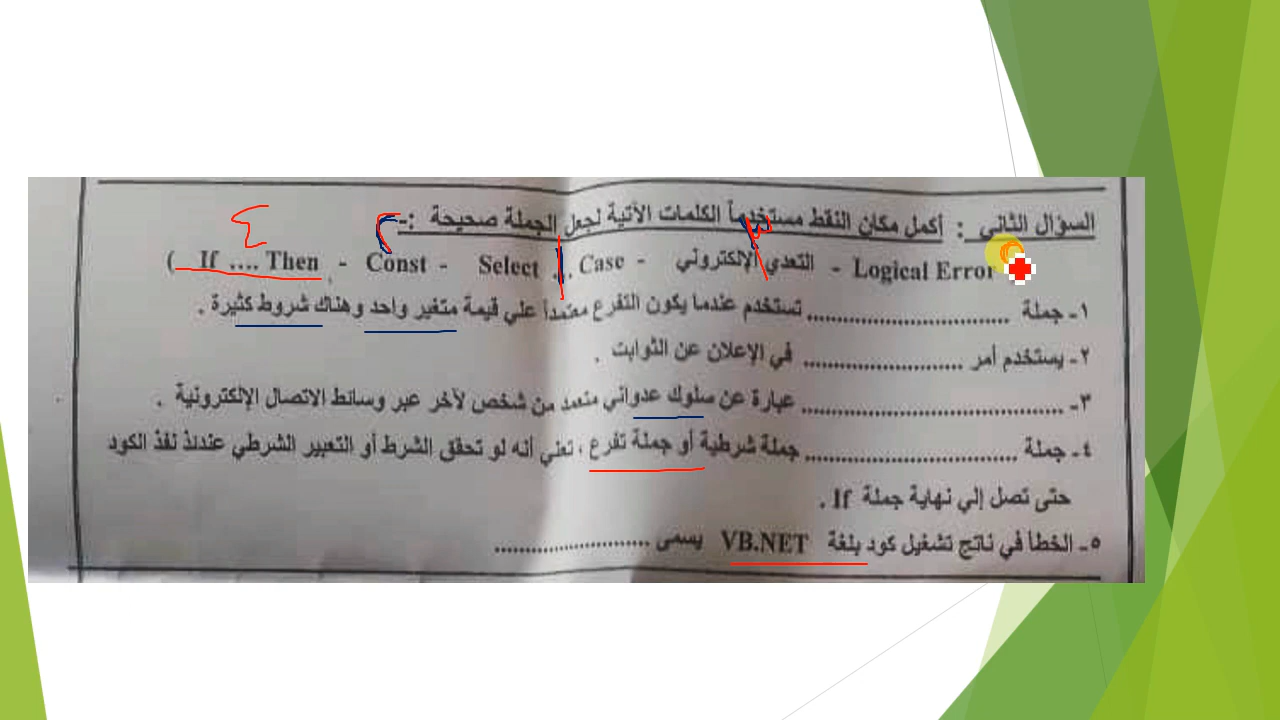 السؤال الثاني : أكمل مكان النقط مستخدماً الكلمات الآتية لجعل الجملة صحيحة :-
Logical Error - التعدي الإلكتروني - Select ... Case - Const - If .... Then )
١- جملة .............................. تستخدم عندما يكون التفرع معتمداً علي قيمة متغير واحد وهناك شروط كثيرة .
٢- يستخدم أمر ........................ في الإعلان عن الثوابت .
٣- ....................................... عبارة عن سلوك عدواني متعمد من شخص لآخر عبر وسائط الاتصال الإلكترونية .
٤- جملة ................................ جملة شرطية أو جملة تفرع ، تعني أنه لو تحقق الشرط أو التعبير الشرطي عندئذ نفذ الكود
حتى تصل إلي نهاية جملة If .
٥- الخطأ في ناتج تشغيل كود بلغة VB.NET يسمى ........................